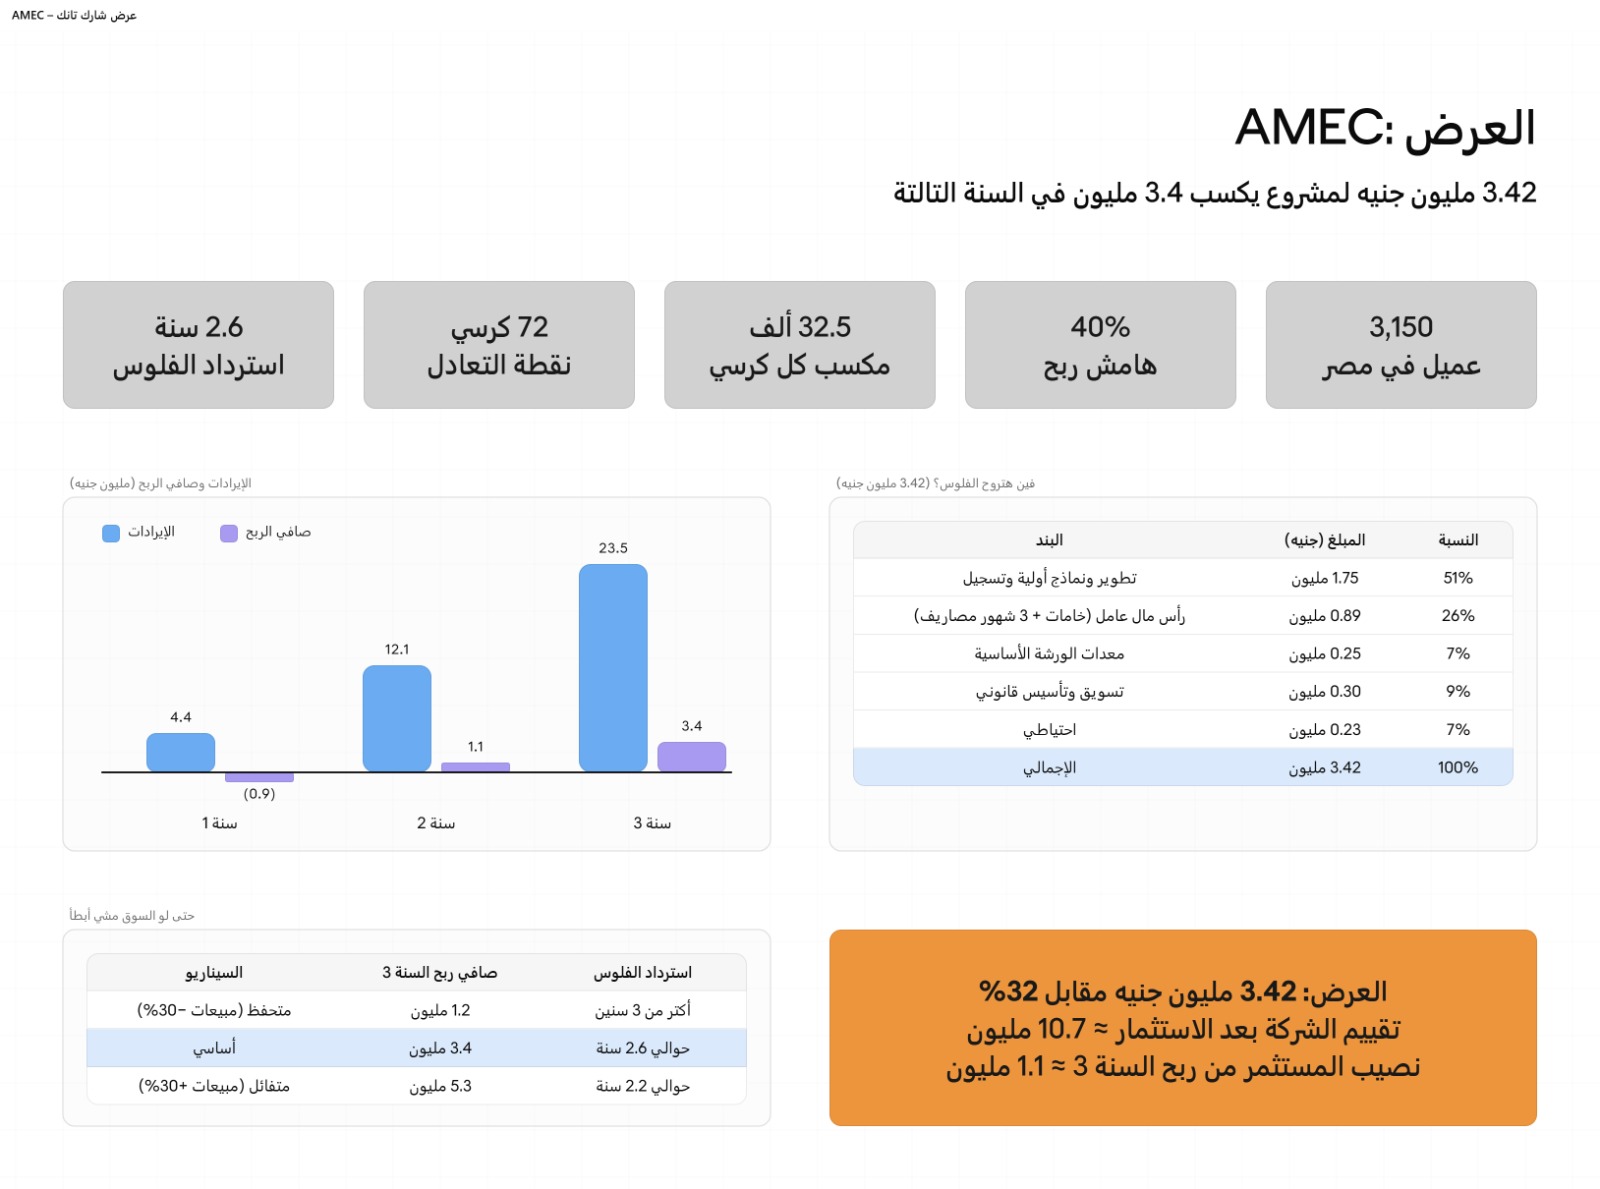 عرض شارك تانك – AMEC
العرض :AMEC
3.42 مليون جنيه لمشروع يكسب 3.4 مليون في السنة التالتة
3,150
عميل في مصر
40%
هامش ربح
32.5 ألف
مكسب كل كرسي
72 كرسي
نقطة التعادل
2.6 سنة
استرداد الفلوس
فين هتروح الفلوس؟ (3.42 مليون جنيه)
النسبة المبلغ (جنيه) البند
51% 1.75 مليون تطوير ونماذج أولية وتسجيل
26% 0.89 مليون رأس مال عامل (خامات + 3 شهور مصاريف)
7% 0.25 مليون معدات الورشة الأساسية
9% 0.30 مليون تسويق وتأسيس قانوني
7% 0.23 مليون احتياطي
100% 3.42 مليون الإجمالي
الإيرادات وصافي الربح (مليون جنيه)
صافي الربح الإيرادات
23.5
12.1
4.4
3.4
1.1
(0.9)
سنة 3 سنة 2 سنة 1
العرض: 3.42 مليون جنيه مقابل 32%
تقييم الشركة بعد الاستثمار ≈ 10.7 مليون
نصيب المستثمر من ربح السنة 3 ≈ 1.1 مليون
حتى لو السوق مشي أبطأ
استرداد الفلوس صافي ربح السنة 3 السيناريو
أكتر من 3 سنين 1.2 مليون متحفظ (مبيعات −30%)
حوالي 2.6 سنة 3.4 مليون أساسي
حوالي 2.2 سنة 5.3 مليون متفائل (مبيعات +30%)